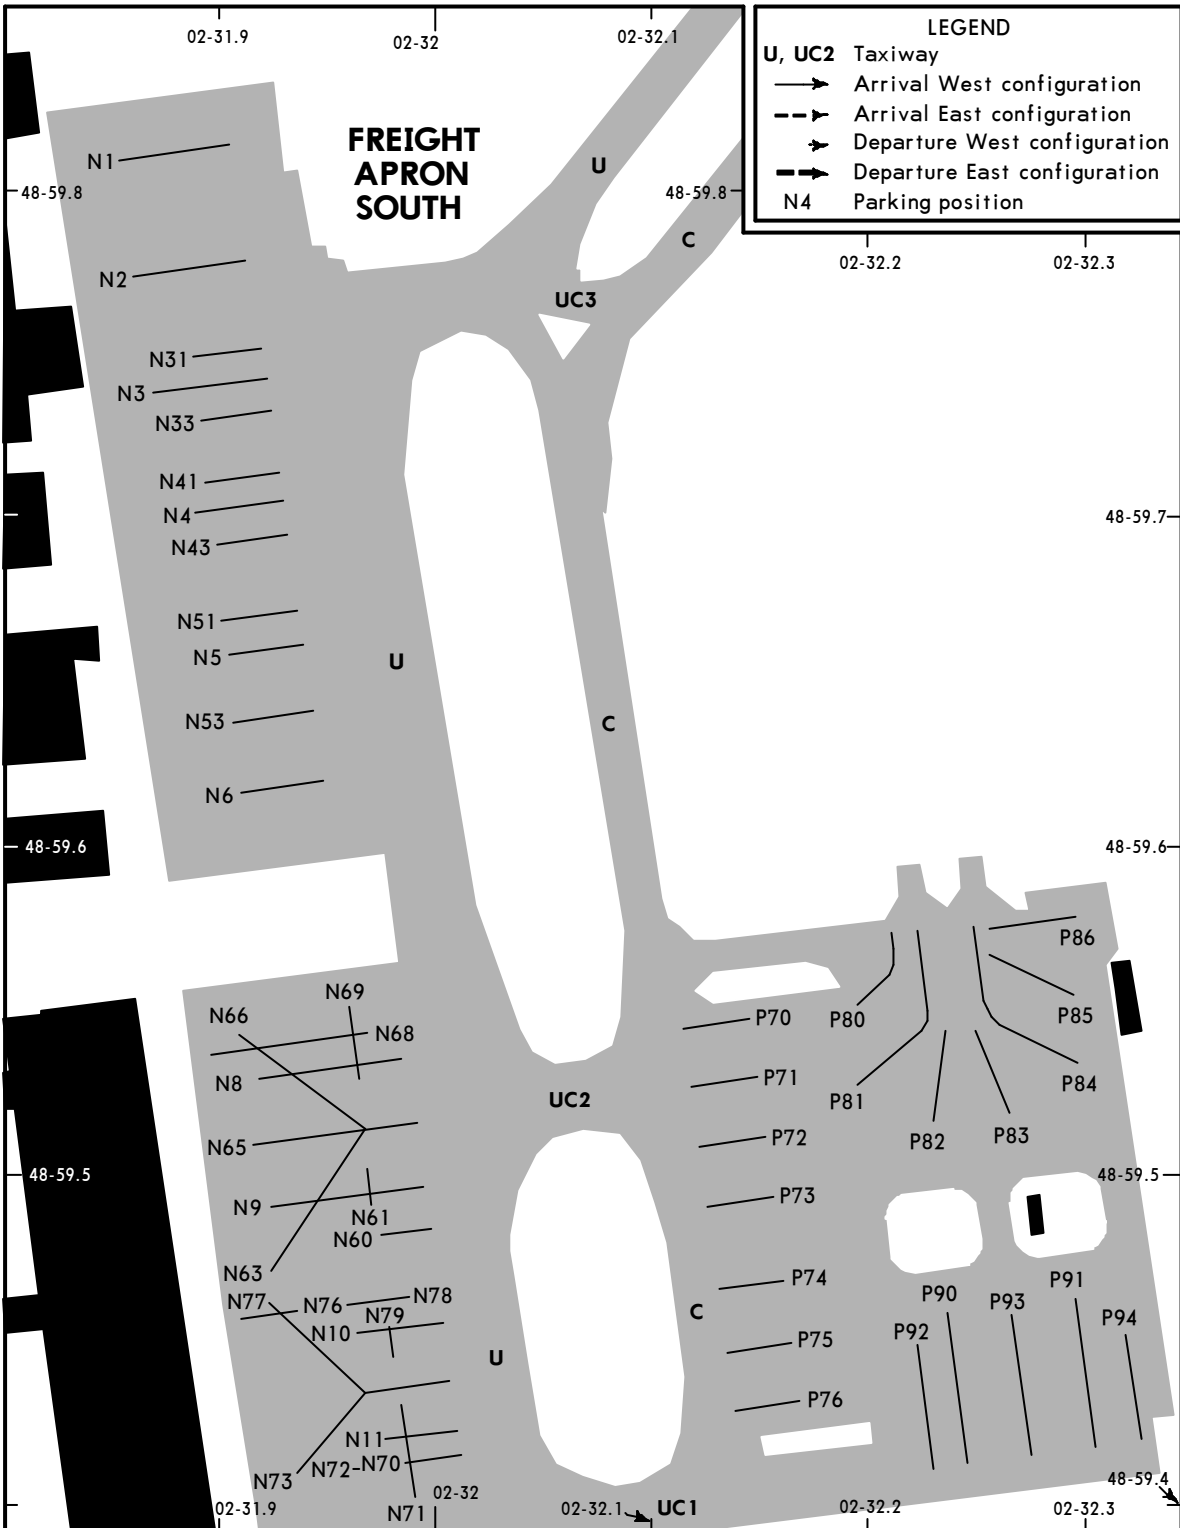 02-31.9
02-32
02-32.1
LEGEND
U, UC2 Taxiway
Arrival West configuration
Arrival East configuration
Departure West configuration
Departure East configuration
N4 Parking position
FREIGHT
APRON
SOUTH
N1
U
48-59.8
48-59.8
C
02-32.2
02-32.3
N2
UC3
N31
N3
N33
N41
N4
48-59.7
N43
N51
N5
U
N53
C
N6
48-59.6
48-59.6
P86
N69
N66
N68
P70
P80
P85
N8
P71
P84
UC2
P81
N65
P72
P82
P83
48-59.5
48-59.5
N9
N61
P73
N60
N63
P74
P91
N77
N76
N78
P90
P93
N79
C
P94
N10
P75
P92
U
P76
N11
N72-N70
N73
48-59.4
02-32
02-31.9
N71
02-32.1
UC1
02-32.2
02-32.3